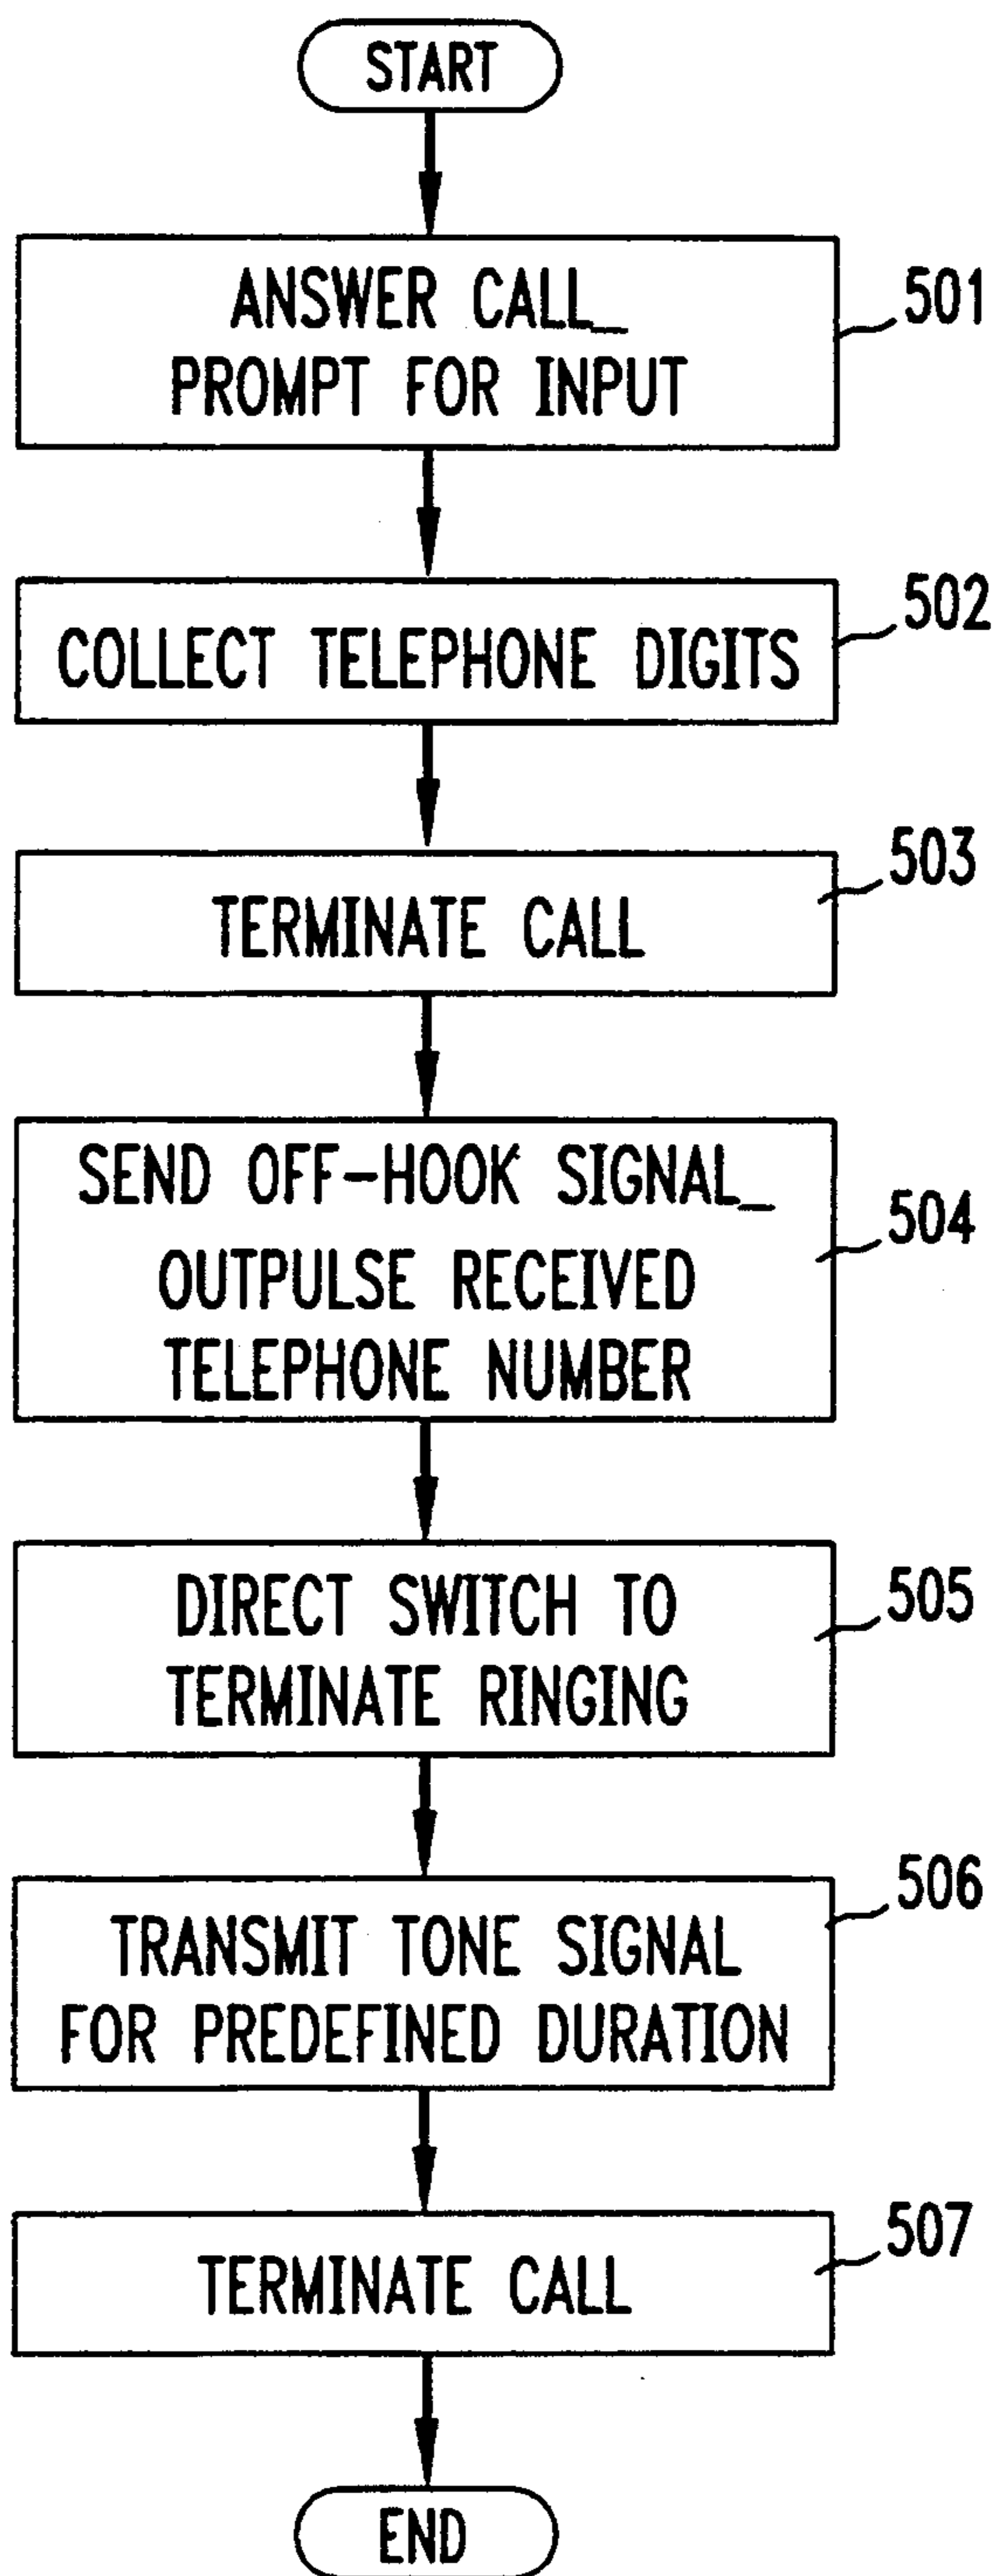 START
ANSWER CALL_
PROMPT FOR INPUT
501
COLLECT TELEPHONE DIGITS
502
TERMINATE CALL
503
SEND OFF-HOOK SIGNAL_
OUTPULSE RECEIVED
TELEPHONE NUMBER
504
DIRECT SWITCH TO
TERMINATE RINGING
505
TRANSMIT TONE SIGNAL
FOR PREDEFINED DURATION
506
TERMINATE CALL
507
END